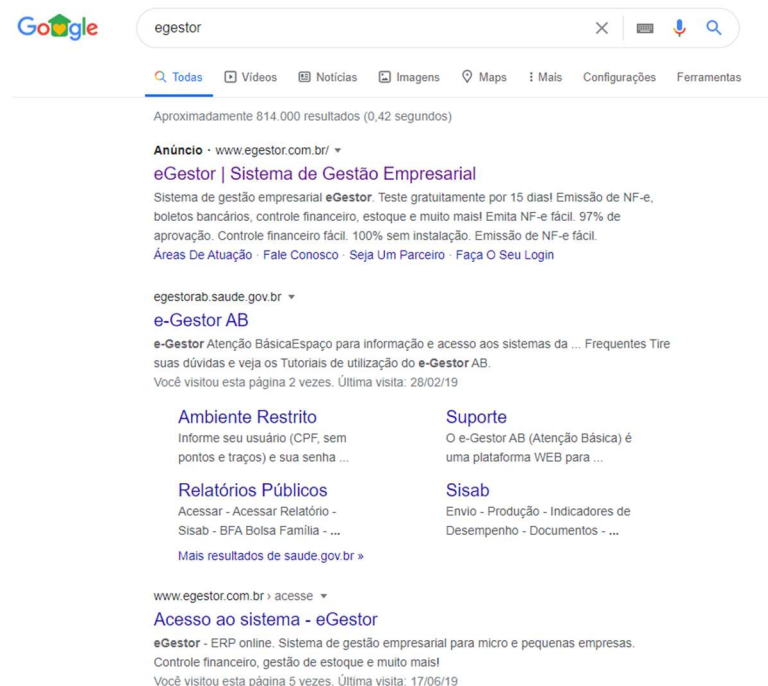 Google
egestor
Todas Vídeos Notícias Imagens Maps Mais Configurações Ferramentas
Aproximadamente 814.000 resultados (0,42 segundos)
Anúncio · www.egestor.com.br/
eGestor | Sistema de Gestão Empresarial
Sistema de gestão empresarial eGestor. Teste gratuitamente por 15 dias! Emissão de NF-e,
boletos bancários, controle financeiro, estoque e muito mais! Emita NF-e fácil. 97% de
aprovação. Controle financeiro fácil. 100% sem instalação. Emissão de NF-e fácil.
Áreas De Atuação · Fale Conosco · Seja Um Parceiro · Faça O Seu Login
egestorab.saude.gov.br
e-Gestor AB
e-Gestor Atenção BásicaEspaço para informação e acesso aos sistemas da ... Frequentes Tire
suas dúvidas e veja os Tutoriais de utilização do e-Gestor AB.
Você visitou esta página 2 vezes. Última visita: 28/02/19
Ambiente Restrito
Informe seu usuário (CPF, sem
pontos e traços) e sua senha ...
Suporte
O e-Gestor AB (Atenção Básica) é
uma plataforma WEB para ...
Relatórios Públicos
Acessar - Acessar Relatório -
Sisab - BFA Bolsa Família - ...
Sisab
Envio - Produção - Indicadores de
Desempenho - Documentos - ...
Mais resultados de saude.gov.br »
www.egestor.com.br › acesse
Acesso ao sistema - eGestor
eGestor - ERP online. Sistema de gestão empresarial para micro e pequenas empresas.
Controle financeiro, gestão de estoque e muito mais!
Você visitou esta página 5 vezes. Última visita: 17/06/19